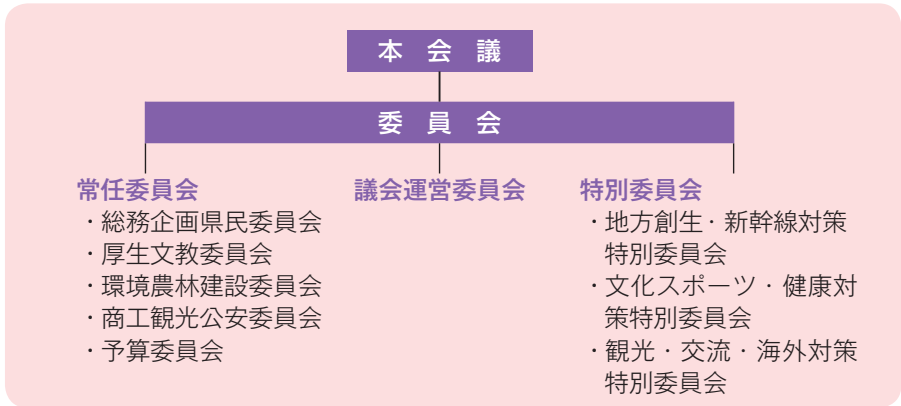 本会議
委員会
常任委員会
・総務企画県民委員会
・厚生文教委員会
・環境農林建設委員会
・商工観光公安委員会
・予算委員会
議会運営委員会
特別委員会
・地方創生・新幹線対策
特別委員会
・文化スポーツ・健康対
策特別委員会
・観光・交流・海外対策
特別委員会